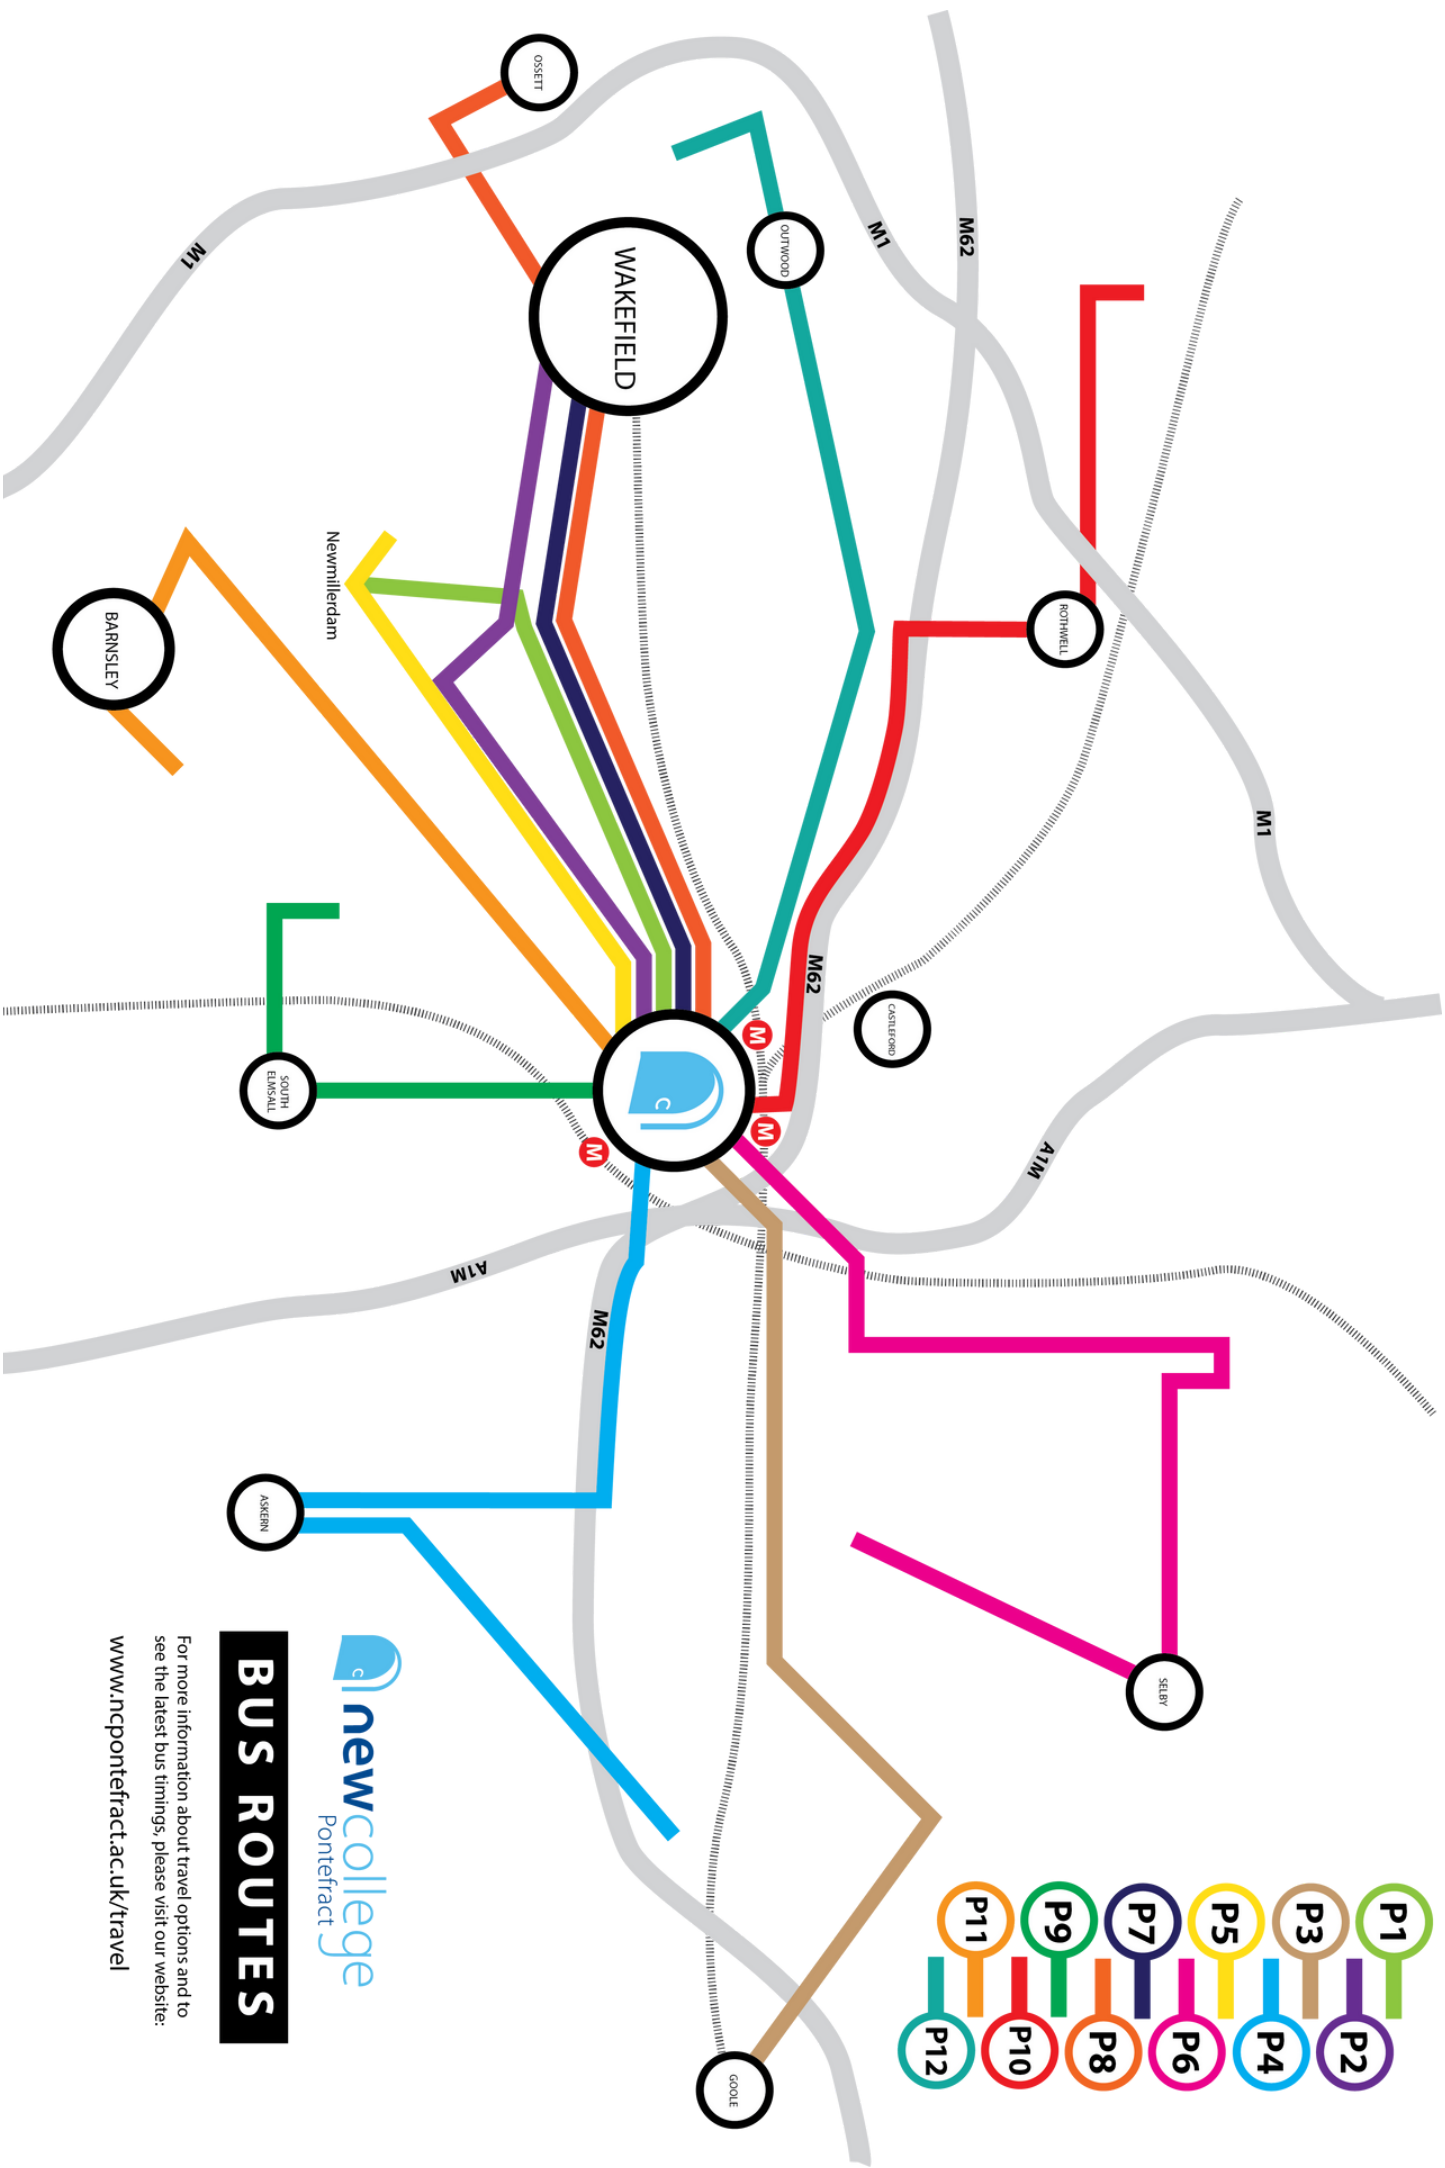 P1
P2
P3
P4
P5
P6
P7
P8
P9
P10
P11
P12
SELBY
A1M
M1
M1
M62
ROTHWELL
CASTLEFORD
M62
OUTWOOD
M
M
M
GOOLE
WAKEFIELD
OSSETT
C
M62
A1M
Newmillerdam
M1
BARNSLEY
SOUTH
ELMSALL
ASKERN
C
newcollege
Pontefract
BUS ROUTES
For more information about travel options and to
see the latest bus timings, please visit our website:
www.ncpontefract.ac.uk/travel